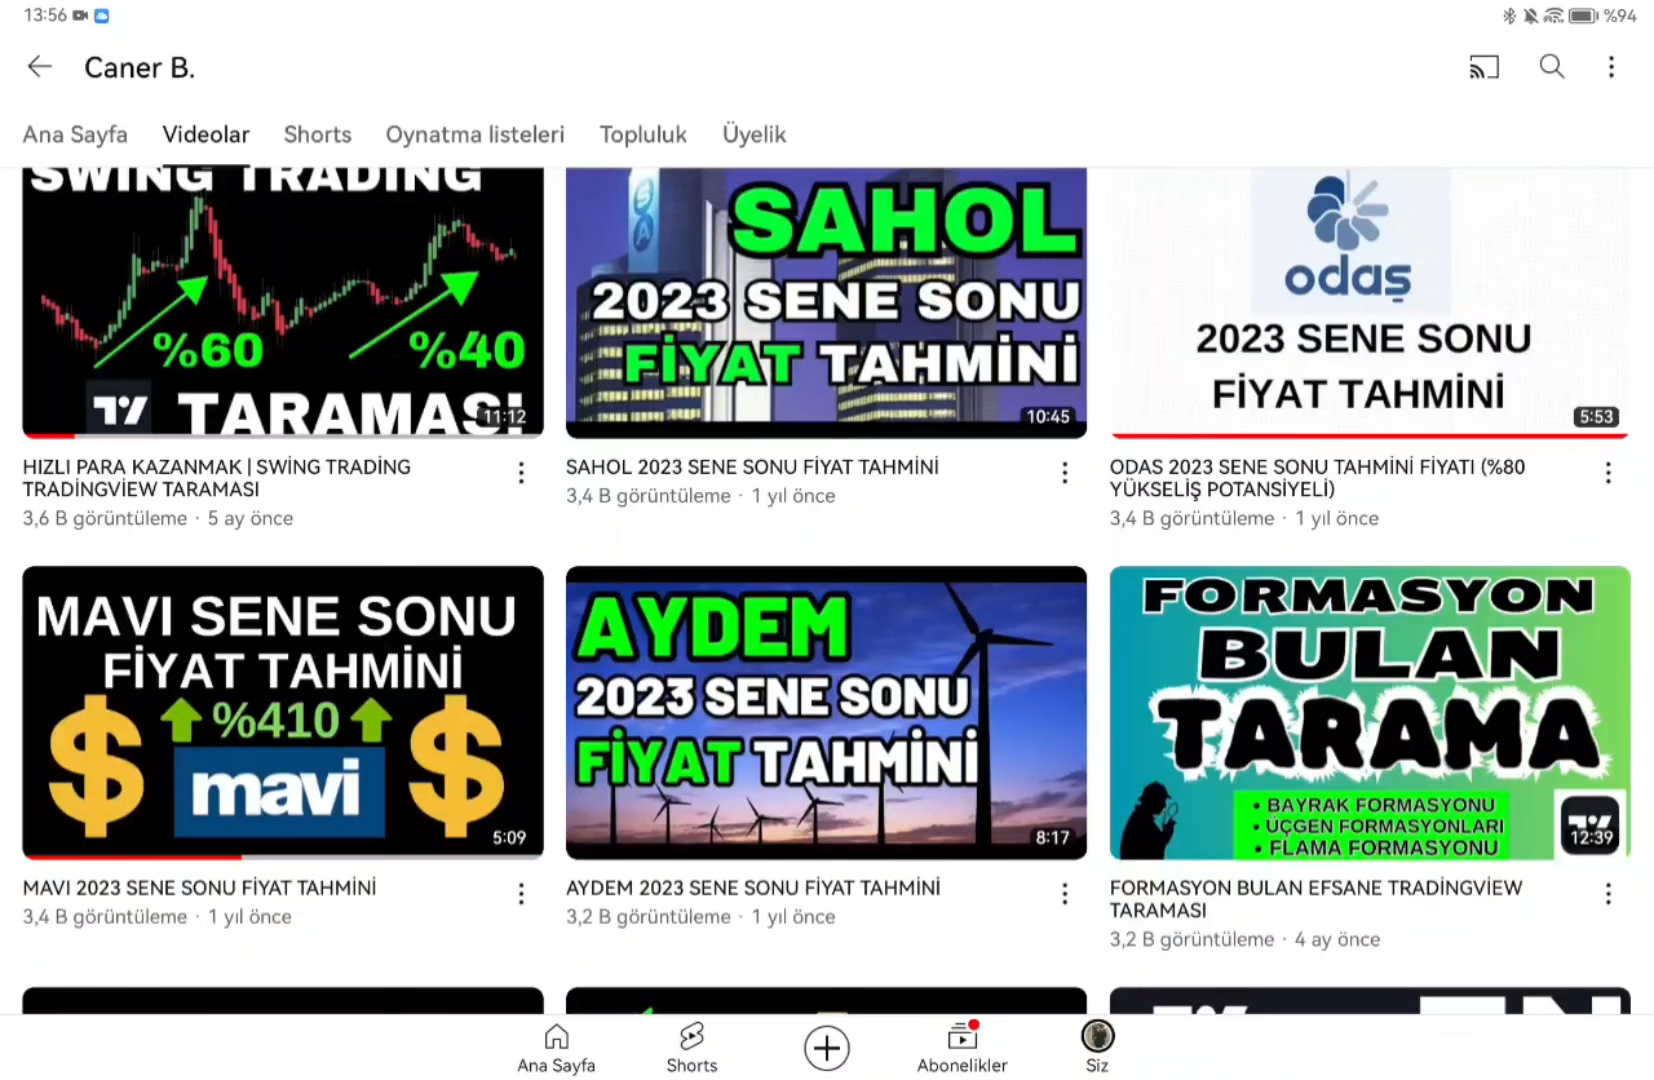 13:56
%94
Caner B.
Ana Sayfa
Videolar
Shorts
Oynatma listeleri
Topluluk
Üyelik
SWING TRADING
%60
%40
TARAMASI
11:12
HIZLI PARA KAZANMAK | SWİNG TRADİNG
TRADİNGVİEW TARAMASI
3,6 B görüntüleme · 5 ay önce
SA
SAHOL
2023 SENE SONU
FİYAT TAHMİNİ
10:45
SAHOL 2023 SENE SONU FİYAT TAHMİNİ
3,4 B görüntüleme · 1 yıl önce
odaş
2023 SENE SONU
FİYAT TAHMİNİ
5:53
ODAS 2023 SENE SONU TAHMİNİ FİYATI (%80
YÜKSELİŞ POTANSİYELİ)
3,4 B görüntüleme · 1 yıl önce
MAVI SENE SONU
FİYAT TAHMİNİ
%410
mavi
5:09
MAVI 2023 SENE SONU FİYAT TAHMİNİ
3,4 B görüntüleme · 1 yıl önce
AYDEM
2023 SENE SONU
FİYAT TAHMİNİ
8:17
AYDEM 2023 SENE SONU FİYAT TAHMİNİ
3,2 B görüntüleme · 1 yıl önce
FORMASYON
BULAN
TARAMA
• BAYRAK FORMASYONU
• ÜÇGEN FORMASYONLARI
• FLAMA FORMASYONU
12:39
FORMASYON BULAN EFSANE TRADİNGVİEW
TARAMASI
3,2 B görüntüleme · 4 ay önce
Ana Sayfa
Shorts
Abonelikler
Siz